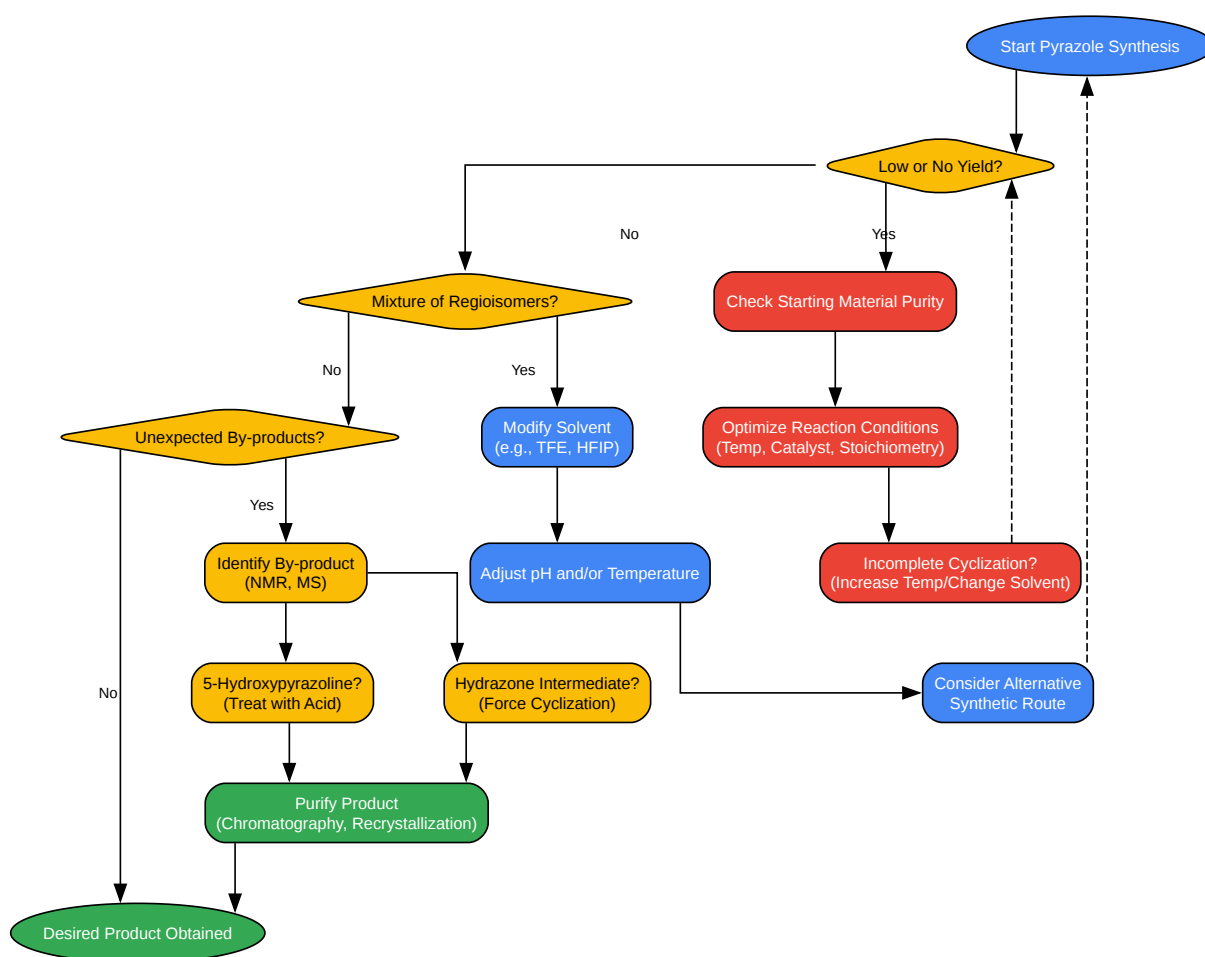 Start Pyrazole Synthesis
Low or No Yield?
No
Yes
Mixture of Regioisomers?
Check Starting Material Purity
No
Yes
Unexpected By-products?
Modify Solvent
(e.g., TFE, HFIP)
Optimize Reaction Conditions
(Temp, Catalyst, Stoichiometry)
Yes
Identify By-product
(NMR, MS)
Adjust pH and/or Temperature
Incomplete Cyclization?
(Increase Temp/Change Solvent)
No
5-Hydroxypyrazoline?
(Treat with Acid)
Hydrazone Intermediate?
(Force Cyclization)
Consider Alternative
Synthetic Route
Purify Product
(Chromatography, Recrystallization)
Desired Product Obtained